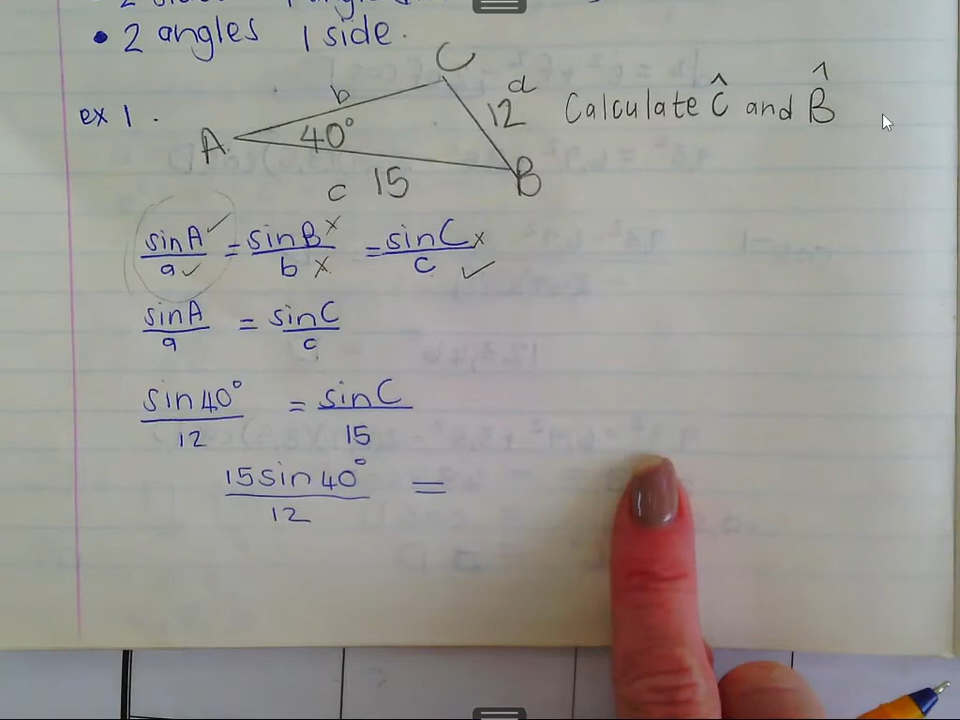 • 2 angles 1 side.
ex 1.
C
b
a
12
Calculate Ĉ and B̂
A
40°
c 15
B
sinA/a ✓ = sinB/b x = sinC/c x ✓
sinA/a = sinC/c
sin40°/12 = sinC/15
15sin40°/12 =